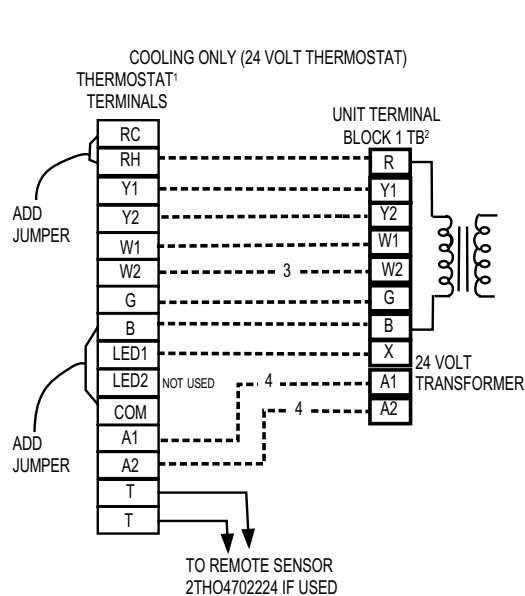 COOLING ONLY (24 VOLT THERMOSTAT)
THERMOSTAT¹
TERMINALS
UNIT TERMINAL
BLOCK 1 TB²
RC
RH
R
Y1
Y1
Y2
Y2
ADD
JUMPER
W1
W1
W2
3
W2
G
G
B
B
LED1
X
24 VOLT
TRANSFORMER
LED2
NOT USED
4
A1
COM
4
A2
A1
ADD
JUMPER
A2
T
T
TO REMOTE SENSOR
2THO4702224 IF USED